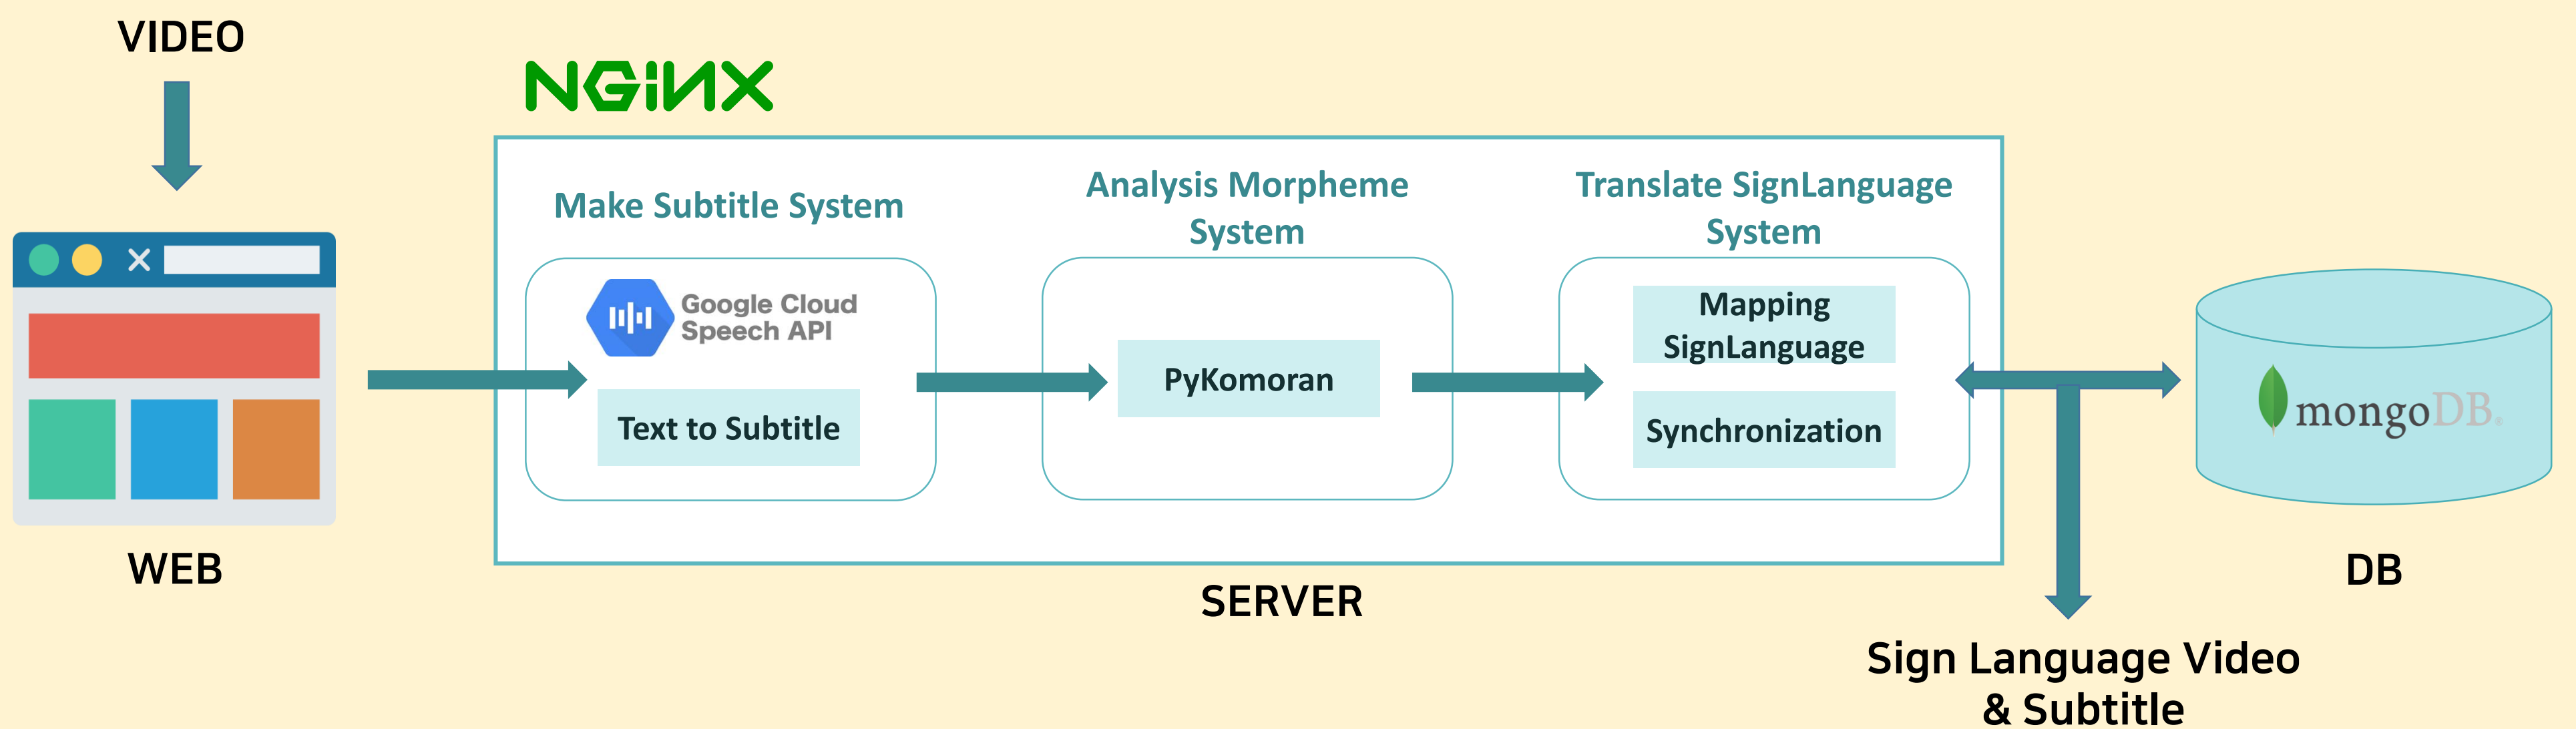 VIDEO
NGINX
Make Subtitle System
Analysis Morpheme
System
Translate SignLanguage
System
Google Cloud
Speech API
Text to Subtitle
PyKomoran
Mapping
SignLanguage
Synchronization
mongoDB®
WEB
SERVER
DB
Sign Language Video
& Subtitle